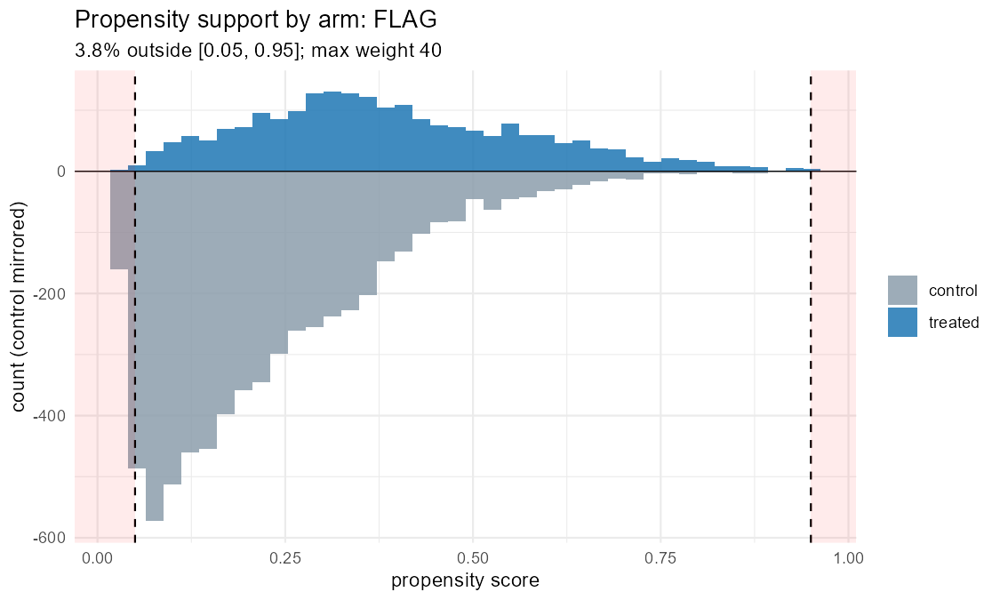 Propensity support by arm: FLAG
3.8% outside [0.05, 0.95]; max weight 40
count (control mirrored)
0
-200
-400
-600
0.00 0.25 0.50 0.75 1.00
propensity score
control
treated